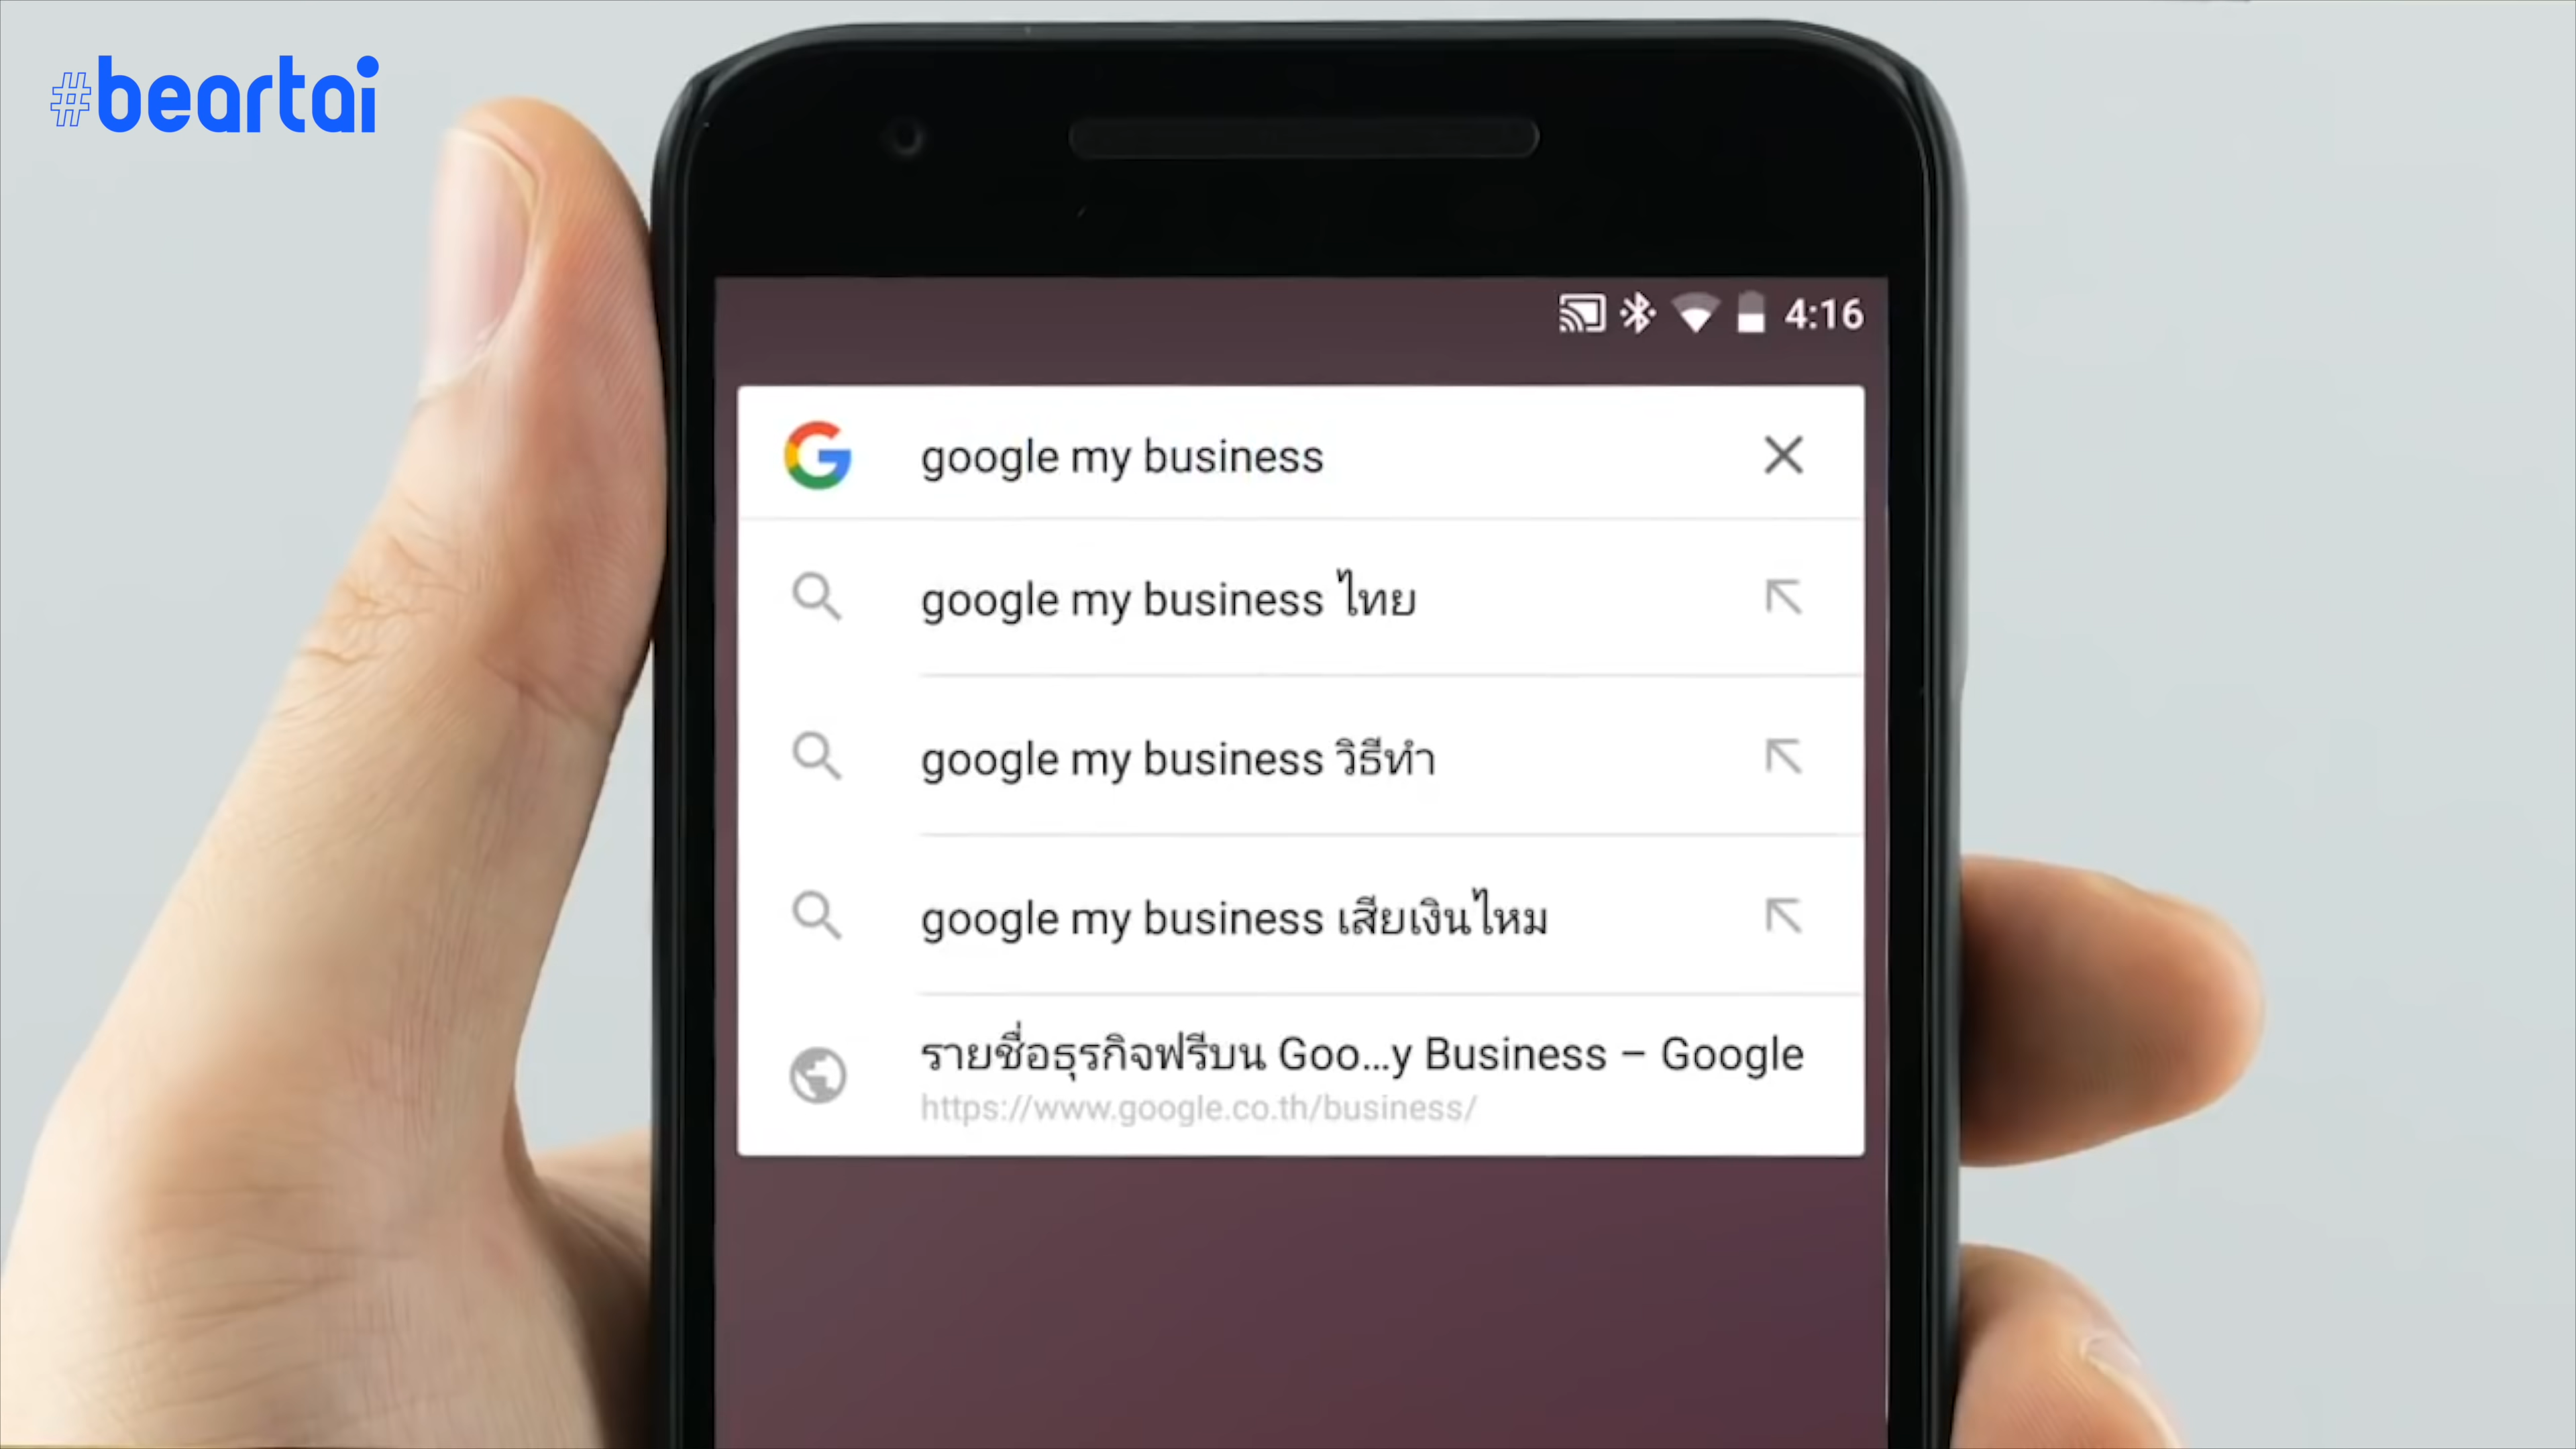 #beartai
4:16
google my business
google my business ไทย
google my business วิธีทำ
google my business เสียเงินไหม
รายชื่อธุรกิจฟรีบน Goo...y Business – Google
https://www.google.co.th/business/